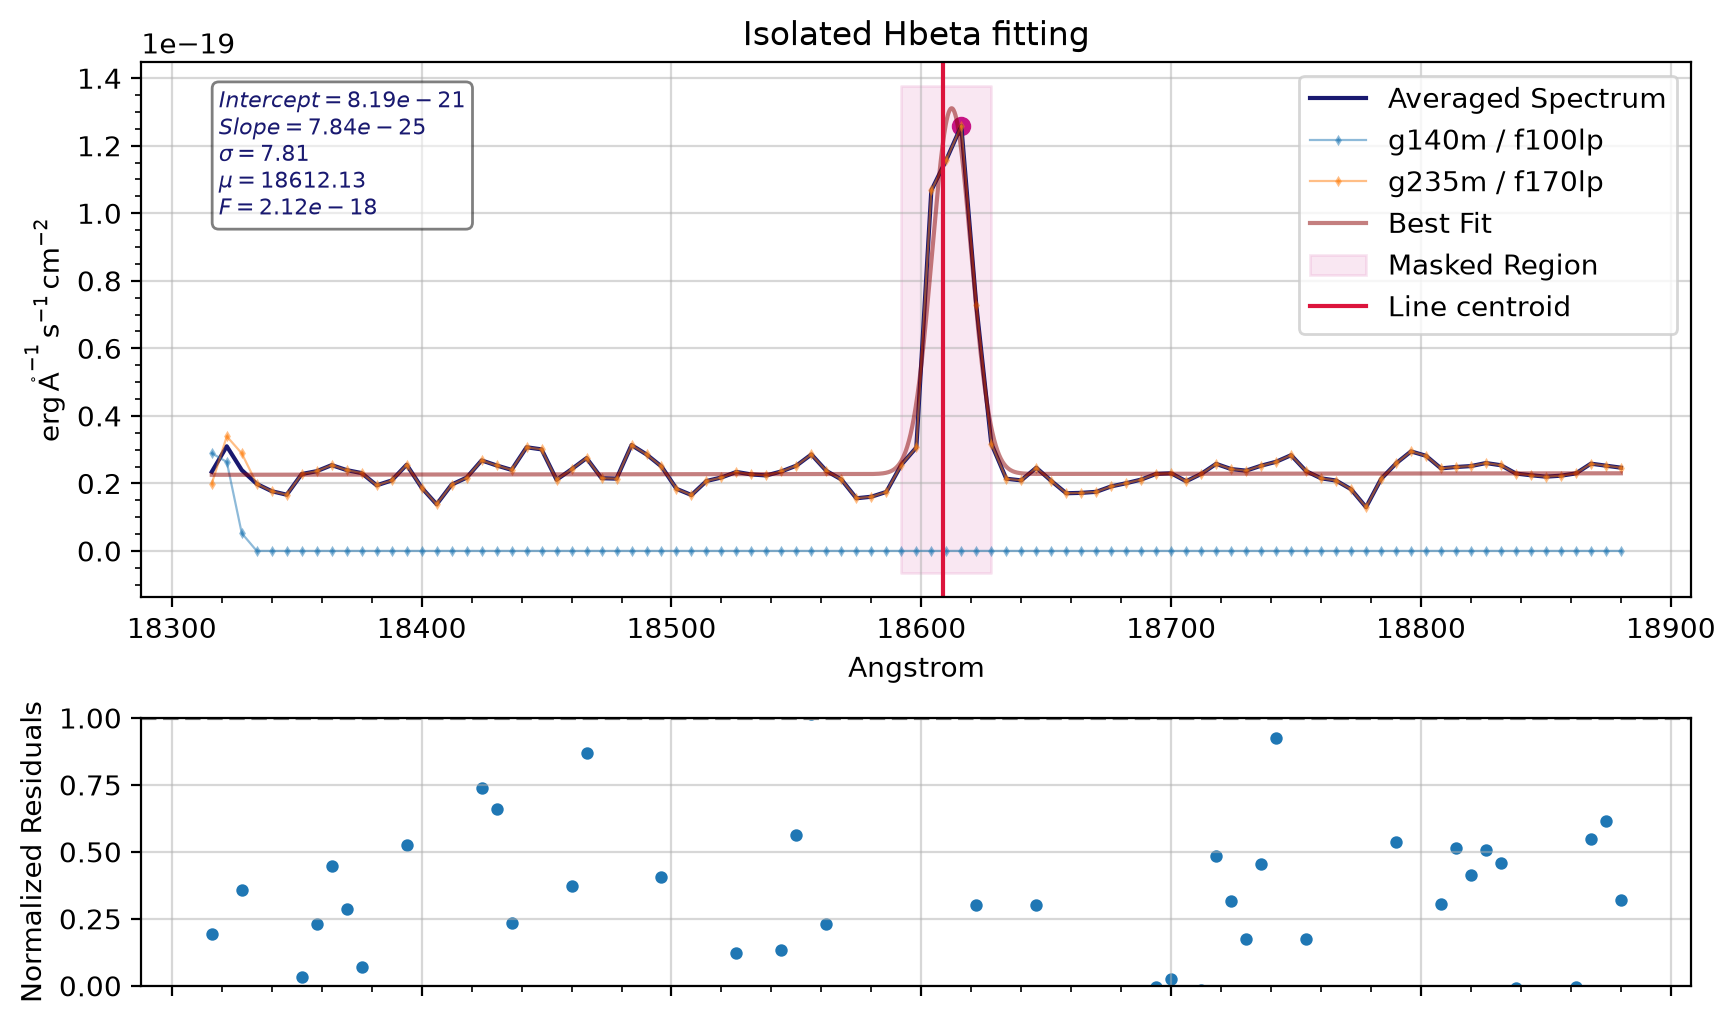 Isolated Hbeta fitting
1e−19
1.4
1.2
1.0
0.8
0.6
0.4
0.2
0.0
erg Å⁻¹ s⁻¹ cm⁻²
Intercept = 8.19e − 21
Slope = 7.84e − 25
σ = 7.81
μ = 18612.13
F = 2.12e − 18
Averaged Spectrum
g140m / f100lp
g235m / f170lp
Best Fit
Masked Region
Line centroid
18300 18400 18500 18600 18700 18800 18900
Angstrom
Normalized Residuals
1.00
0.75
0.50
0.25
0.00